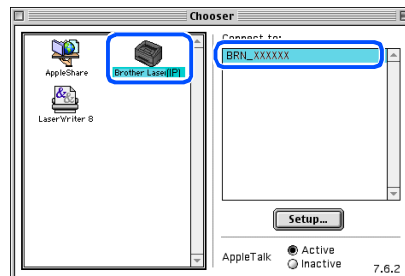 Chooser
AppleShare
Brother Laser(IP)
LaserWriter 8
Connect to:
BRN_XXXXXX
Setup...
AppleTalk
Active
Inactive
7.6.2